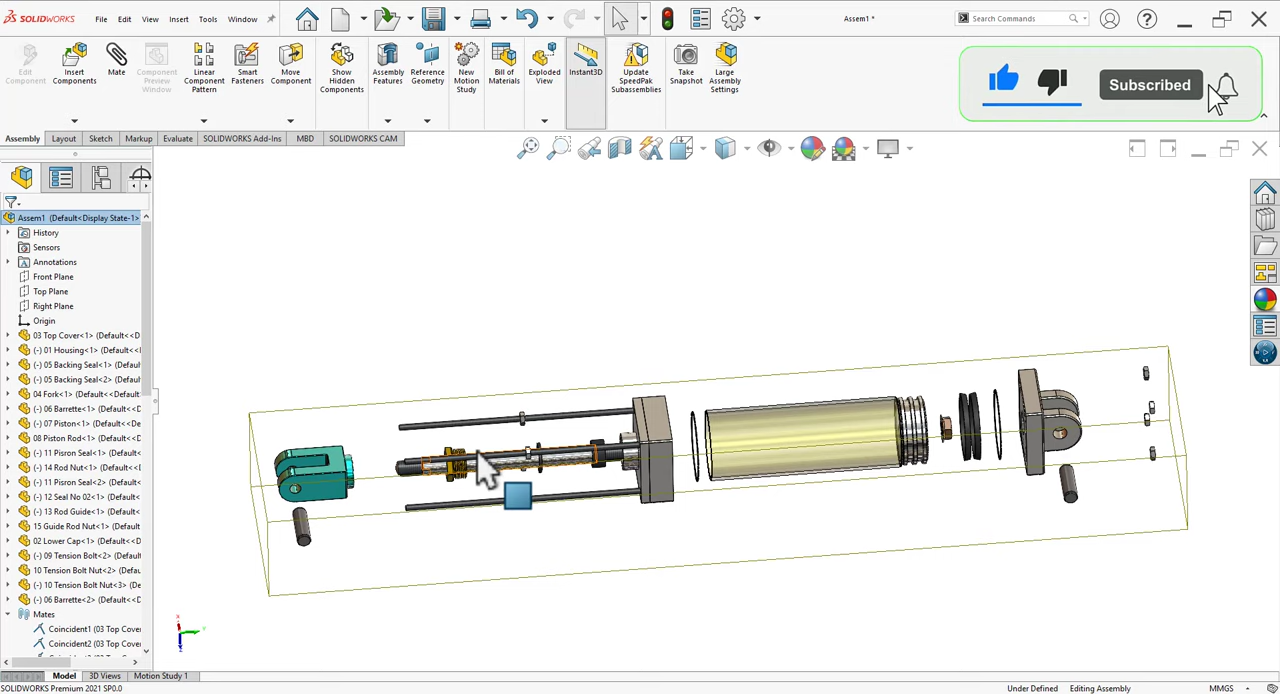 SOLIDWORKS File Edit View Insert Tools Window Assem1 * Search Commands
Edit Component
Insert Components
Mate
Component Preview Window
Linear Component Pattern
Smart Fasteners
Move Component
Show Hidden Components
Assembly Features
Reference Geometry
New Motion Study
Bill of Materials
Exploded View
Instant3D
Update SpeedPak Subassemblies
Take Snapshot
Large Assembly Settings
Subscribed
Assembly Layout Sketch Markup Evaluate SOLIDWORKS Add-Ins MBD SOLIDWORKS CAM
Assem1 (Default<Display State-1>
History
Sensors
Annotations
Front Plane
Top Plane
Right Plane
Origin
03 Top Cover<1> (Default<<D
(-) 01 Housing<1> (Default<<
(-) 05 Backing Seal<1> (Defaul
(-) 05 Backing Seal<2> (Defaul
04 Fork<1> (Default<<Default
(-) 06 Barrette<1> (Default<<D
(-) 07 Piston<1> (Default<<De
08 Piston Rod<1> (Default<<
(-) 11 Pisron Seal<1> (Default
(-) 14 Rod Nut<1> (Default<<
(-) 11 Pisron Seal<2> (Default
(-) 12 Seal No 02<1> (Default
(-) 13 Rod Guide<1> (Default
15 Guide Rod Nut<1> (Default
02 Lower Cap<1> (Default<<
(-) 09 Tension Bolt<2> (Defaul
10 Tension Bolt Nut<2> (Defa
(-) 10 Tension Bolt Nut<3> (D
(-) 06 Barrette<2> (Default<<D
Mates
Coincident1 (03 Top Cove
Coincident2 (03 Top Cove
Model 3D Views Motion Study 1
SOLIDWORKS Premium 2021 SP0.0 Under Defined Editing Assembly MMGS